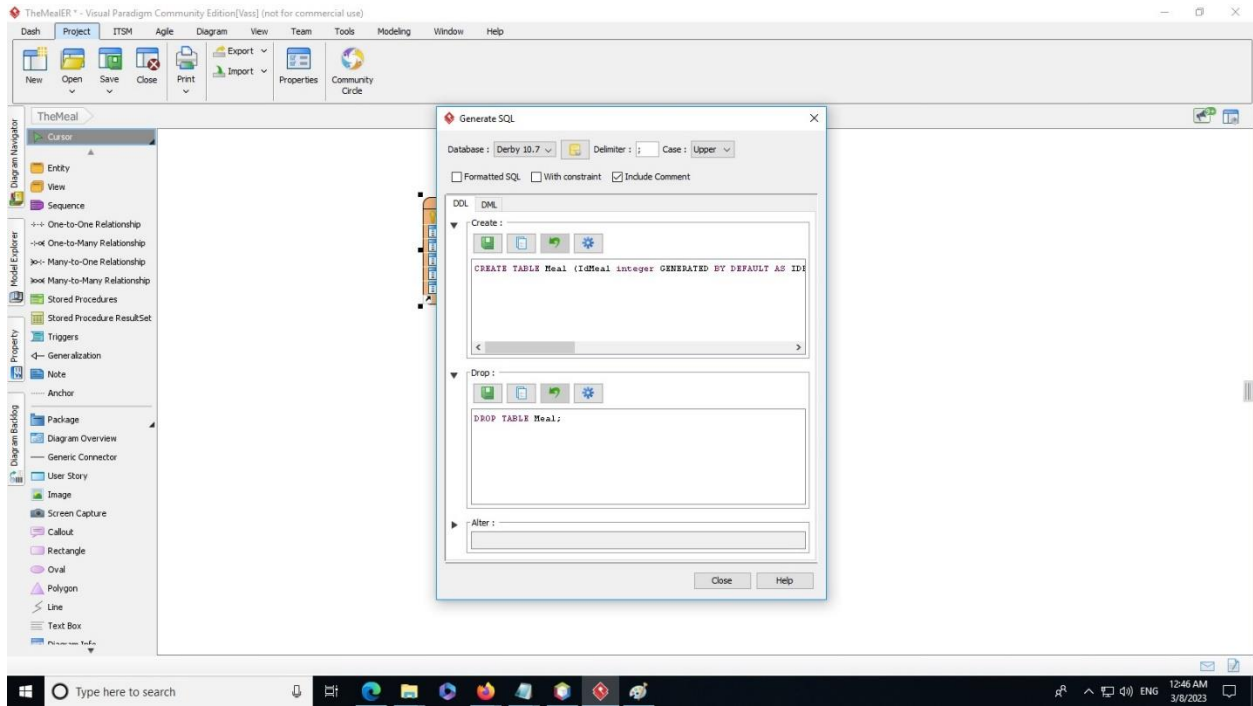 TheMealER * - Visual Paradigm Community Edition[Vass] (not for commercial use)
Dash Project ITSM Agile Diagram View Team Tools Modeling Window Help
New Open Save Close Print Export Import Properties Community Circle
TheMeal
Diagram Navigator
Model Explorer
Property
Diagram Backlog
Cursor
Entity
View
Sequence
One-to-One Relationship
One-to-Many Relationship
Many-to-One Relationship
Many-to-Many Relationship
Stored Procedures
Stored Procedure ResultSet
Triggers
Generalization
Note
Anchor
Package
Diagram Overview
Generic Connector
User Story
Image
Screen Capture
Callout
Rectangle
Oval
Polygon
Line
Text Box
Diagram Info
Generate SQL
Database : Derby 10.7 Delimiter : ; Case : Upper
Formatted SQL With constraint Include Comment
DDL DML
Create :
CREATE TABLE Meal (IdMeal integer GENERATED BY DEFAULT AS IDE
Drop :
DROP TABLE Meal;
Alter :
Close Help
Type here to search
ENG
12:46 AM
3/8/2023